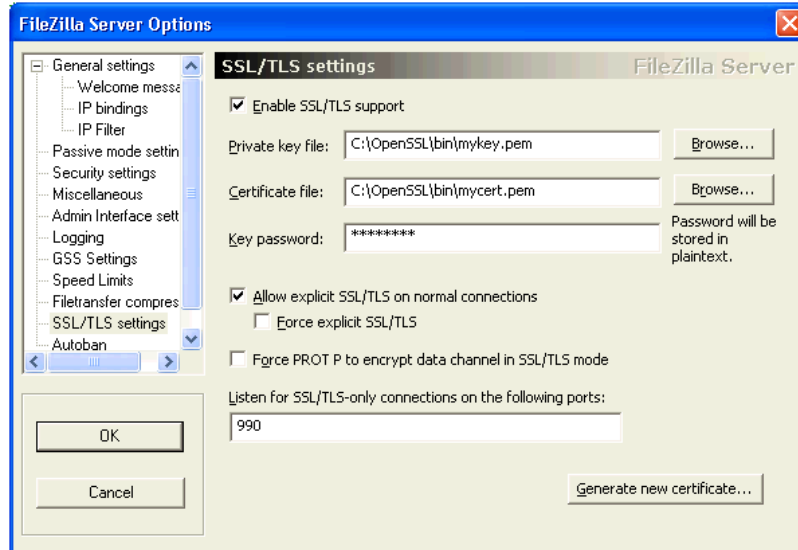 FileZilla Server Options
General settings
Welcome messa
IP bindings
IP Filter
Passive mode settin
Security settings
Miscellaneous
Admin Interface sett
Logging
GSS Settings
Speed Limits
Filetransfer compres
SSL/TLS settings
Autoban
OK
Cancel
SSL/TLS settings
FileZilla Server
Enable SSL/TLS support
Private key file:
C:\OpenSSL\bin\mykey.pem
Browse...
Certificate file:
C:\OpenSSL\bin\mycert.pem
Browse...
Key password:
********
Password will be
stored in
plaintext.
Allow explicit SSL/TLS on normal connections
Force explicit SSL/TLS
Force PROT P to encrypt data channel in SSL/TLS mode
Listen for SSL/TLS-only connections on the following ports:
990
Generate new certificate...